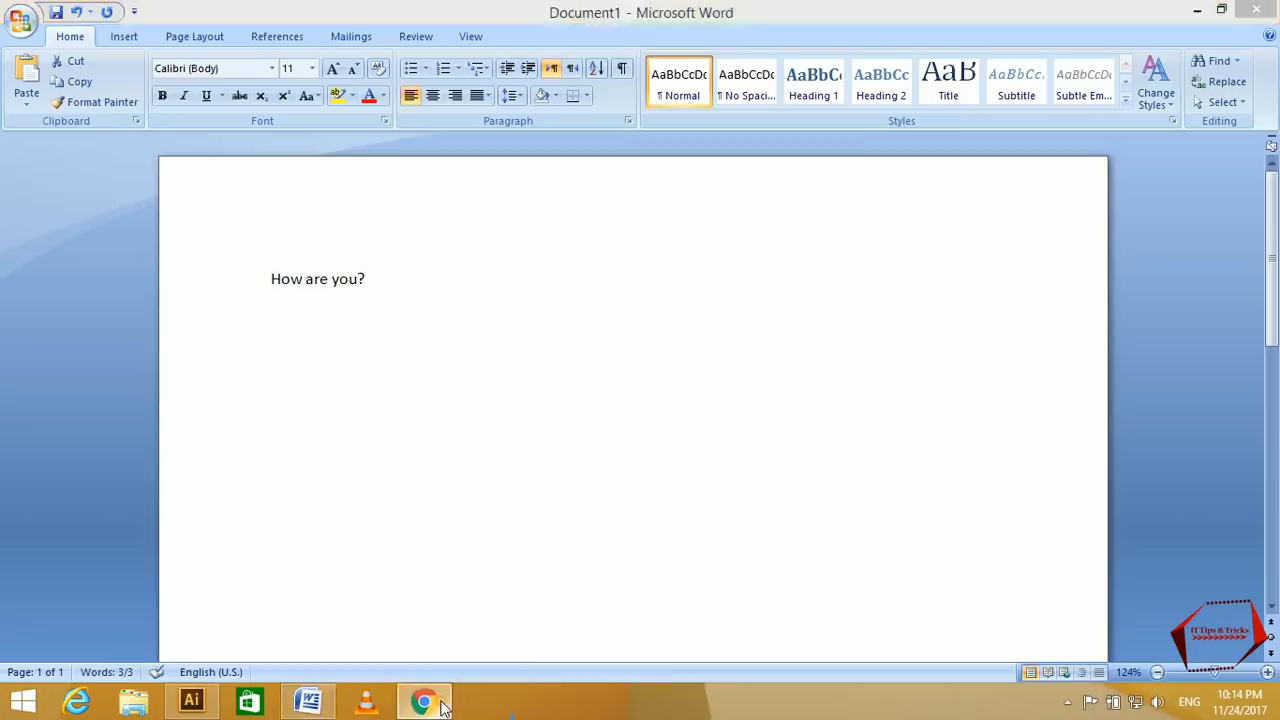 Document1 - Microsoft Word
Home Insert Page Layout References Mailings Review View
Paste
Cut
Copy
Format Painter
Clipboard
Calibri (Body) 11
Font
Paragraph
AaBbCcDc AaBbCcDc AaBbC AaBbCc AaB AaBbCcD AaBbCcD
¶ Normal ¶ No Spaci... Heading 1 Heading 2 Title Subtitle Subtle Em...
Styles
Change
Styles
Find
Replace
Select
Editing
How are you?
IT Tips & Tricks
>>>>>>>>>>
Page: 1 of 1 Words: 3/3 English (U.S.) 124%
Ai
ENG
10:14 PM
11/24/2017